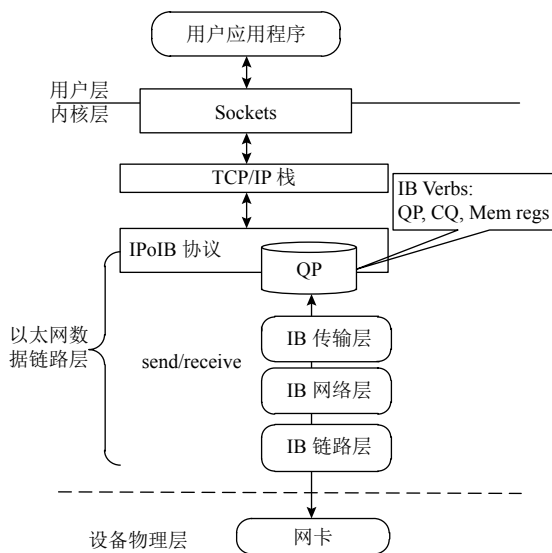 用户应用程序
用户层
内核层
Sockets
TCP/IP 栈
IB Verbs:
QP, CQ, Mem regs
IPoIB 协议
QP
以太网数
据链路层
send/receive
IB 传输层
IB 网络层
IB 链路层
设备物理层
网卡